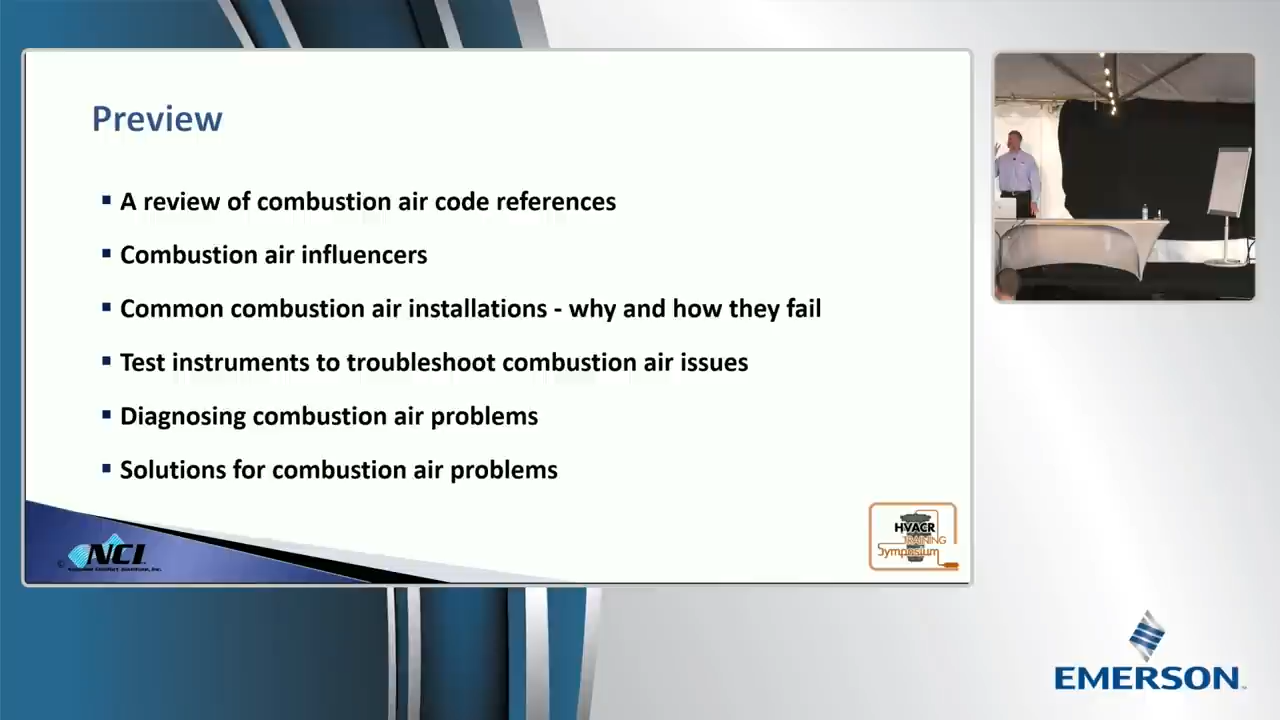 Preview
▪ A review of combustion air code references
▪ Combustion air influencers
▪ Common combustion air installations - why and how they fail
▪ Test instruments to troubleshoot combustion air issues
▪ Diagnosing combustion air problems
▪ Solutions for combustion air problems
© NCI
HVACR
TRAINING
Symposium
EMERSON